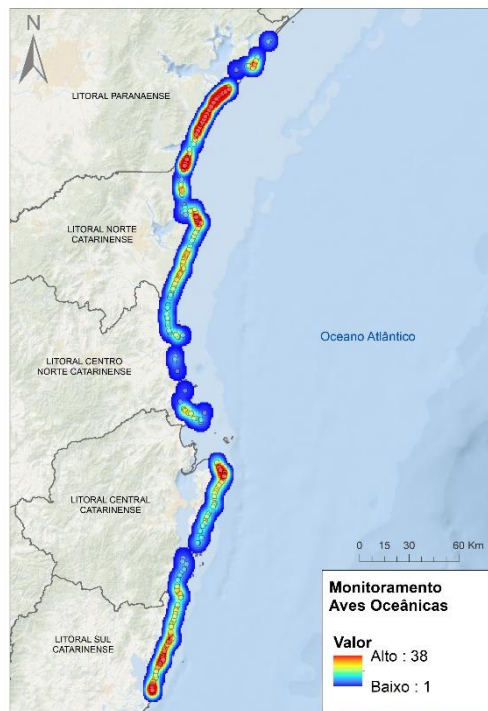 N
LITORAL PARANAENSE
LITORAL NORTE
CATARINENSE
Oceano Atlântico
LITORAL CENTRO
NORTE CATARINENSE
LITORAL CENTRAL
CATARINENSE
0 15 30 60 Km
LITORAL SUL
CATARINENSE
Monitoramento
Aves Oceânicas
Valor
Alto : 38
Baixo : 1